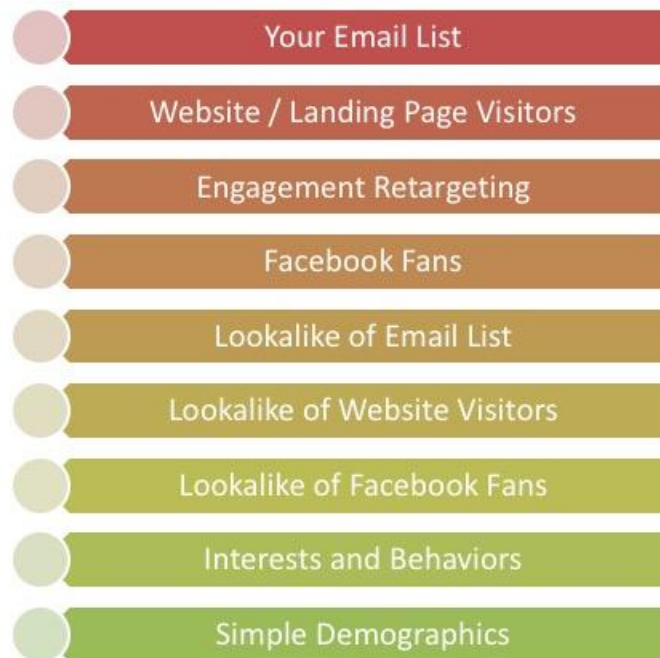 Your Email List
Website / Landing Page Visitors
Engagement Retargeting
Facebook Fans
Lookalike of Email List
Lookalike of Website Visitors
Lookalike of Facebook Fans
Interests and Behaviors
Simple Demographics